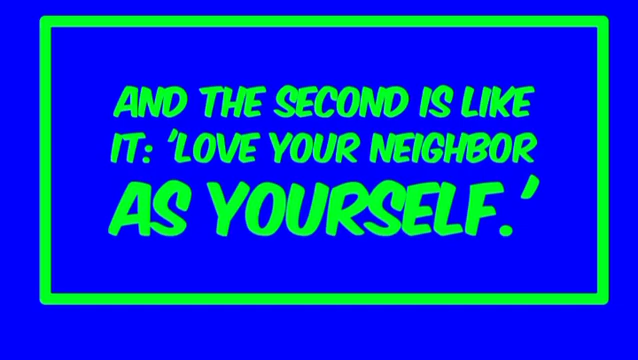 AND THE SECOND IS LIKE
IT: 'LOVE YOUR NEIGHBOR
AS YOURSELF.'